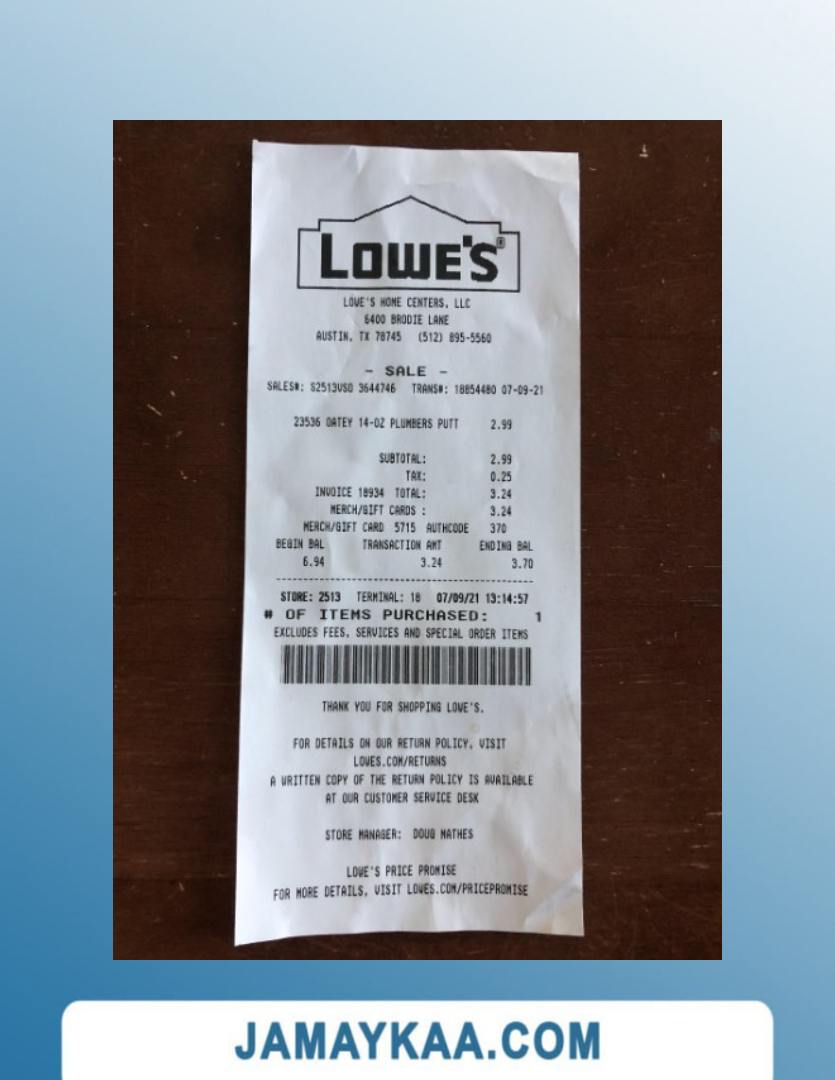 LOWE'S®
LOWE'S HOME CENTERS, LLC
6400 BRODIE LANE
AUSTIN, TX 78745 (512) 895-5560
- SALE -
SALES#: S2513VS0 3644746 TRANS#: 18854480 07-09-21
23536 OATEY 14-OZ PLUMBERS PUTT 2.99
SUBTOTAL: 2.99
TAX: 0.25
INVOICE 18934 TOTAL: 3.24
MERCH/GIFT CARDS : 3.24
MERCH/GIFT CARD 5715 AUTHCODE 370
BEGIN BAL TRANSACTION AMT ENDING BAL
6.94 3.24 3.70
STORE: 2513 TERMINAL: 18 07/09/21 13:14:57
# OF ITEMS PURCHASED: 1
EXCLUDES FEES, SERVICES AND SPECIAL ORDER ITEMS
THANK YOU FOR SHOPPING LOWE'S.
FOR DETAILS ON OUR RETURN POLICY, VISIT
LOWES.COM/RETURNS
A WRITTEN COPY OF THE RETURN POLICY IS AVAILABLE
AT OUR CUSTOMER SERVICE DESK
STORE MANAGER: DOUG MATHES
LOWE'S PRICE PROMISE
FOR MORE DETAILS, VISIT LOWES.COM/PRICEPROMISE
JAMAYKAA.COM